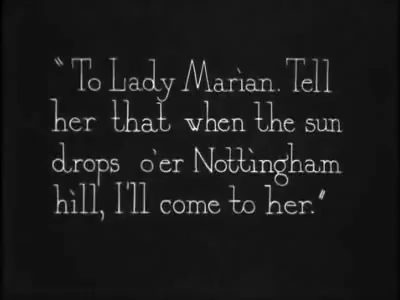 "To Lady Marian. Tell
her that when the sun
drops o'er Nottingham
hill, I'll come to her."